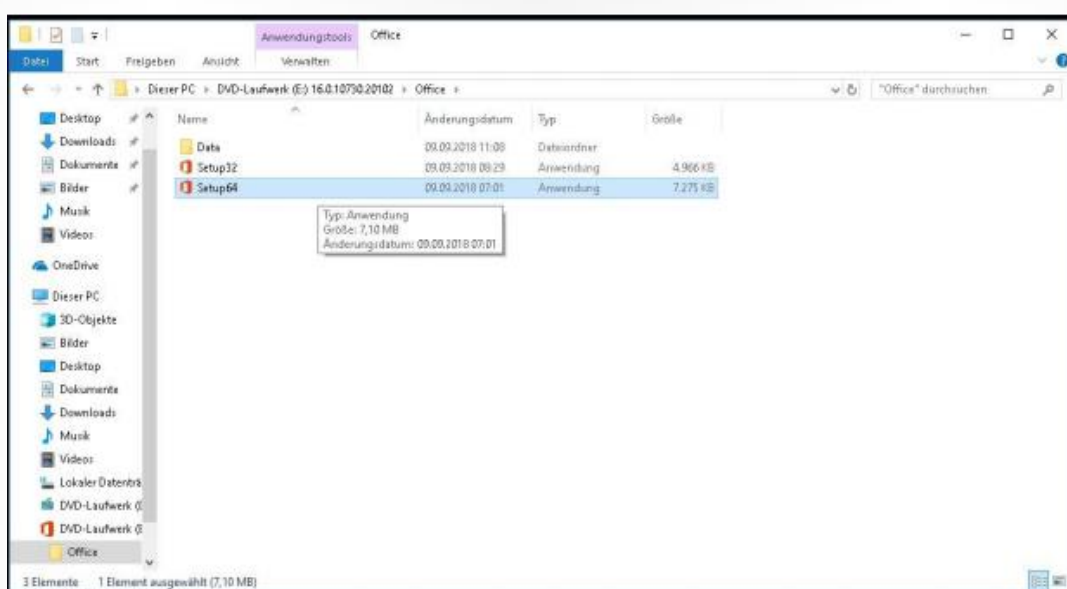 Anwendungstools Office
Datei Start Freigeben Ansicht Verwalten
Dieser PC DVD-Laufwerk (E:) 16.0.10730.20102 Office
"Office" durchsuchen
Name Änderungsdatum Typ Größe
Data 09.09.2018 11:08 Dateiordner
Setup32 09.09.2018 08:29 Anwendung 4.966 KB
Setup64 09.09.2018 07:01 Anwendung 7.275 KB
Typ: Anwendung
Größe: 7,10 MB
Änderungsdatum: 09.09.2018 07:01
Desktop
Downloads
Dokumente
Bilder
Musik
Videos
OneDrive
Dieser PC
3D-Objekte
Bilder
Desktop
Dokumente
Downloads
Musik
Videos
Lokaler Datenträ
DVD-Laufwerk (
DVD-Laufwerk (E
Office
3 Elemente 1 Element ausgewählt (7,10 MB)